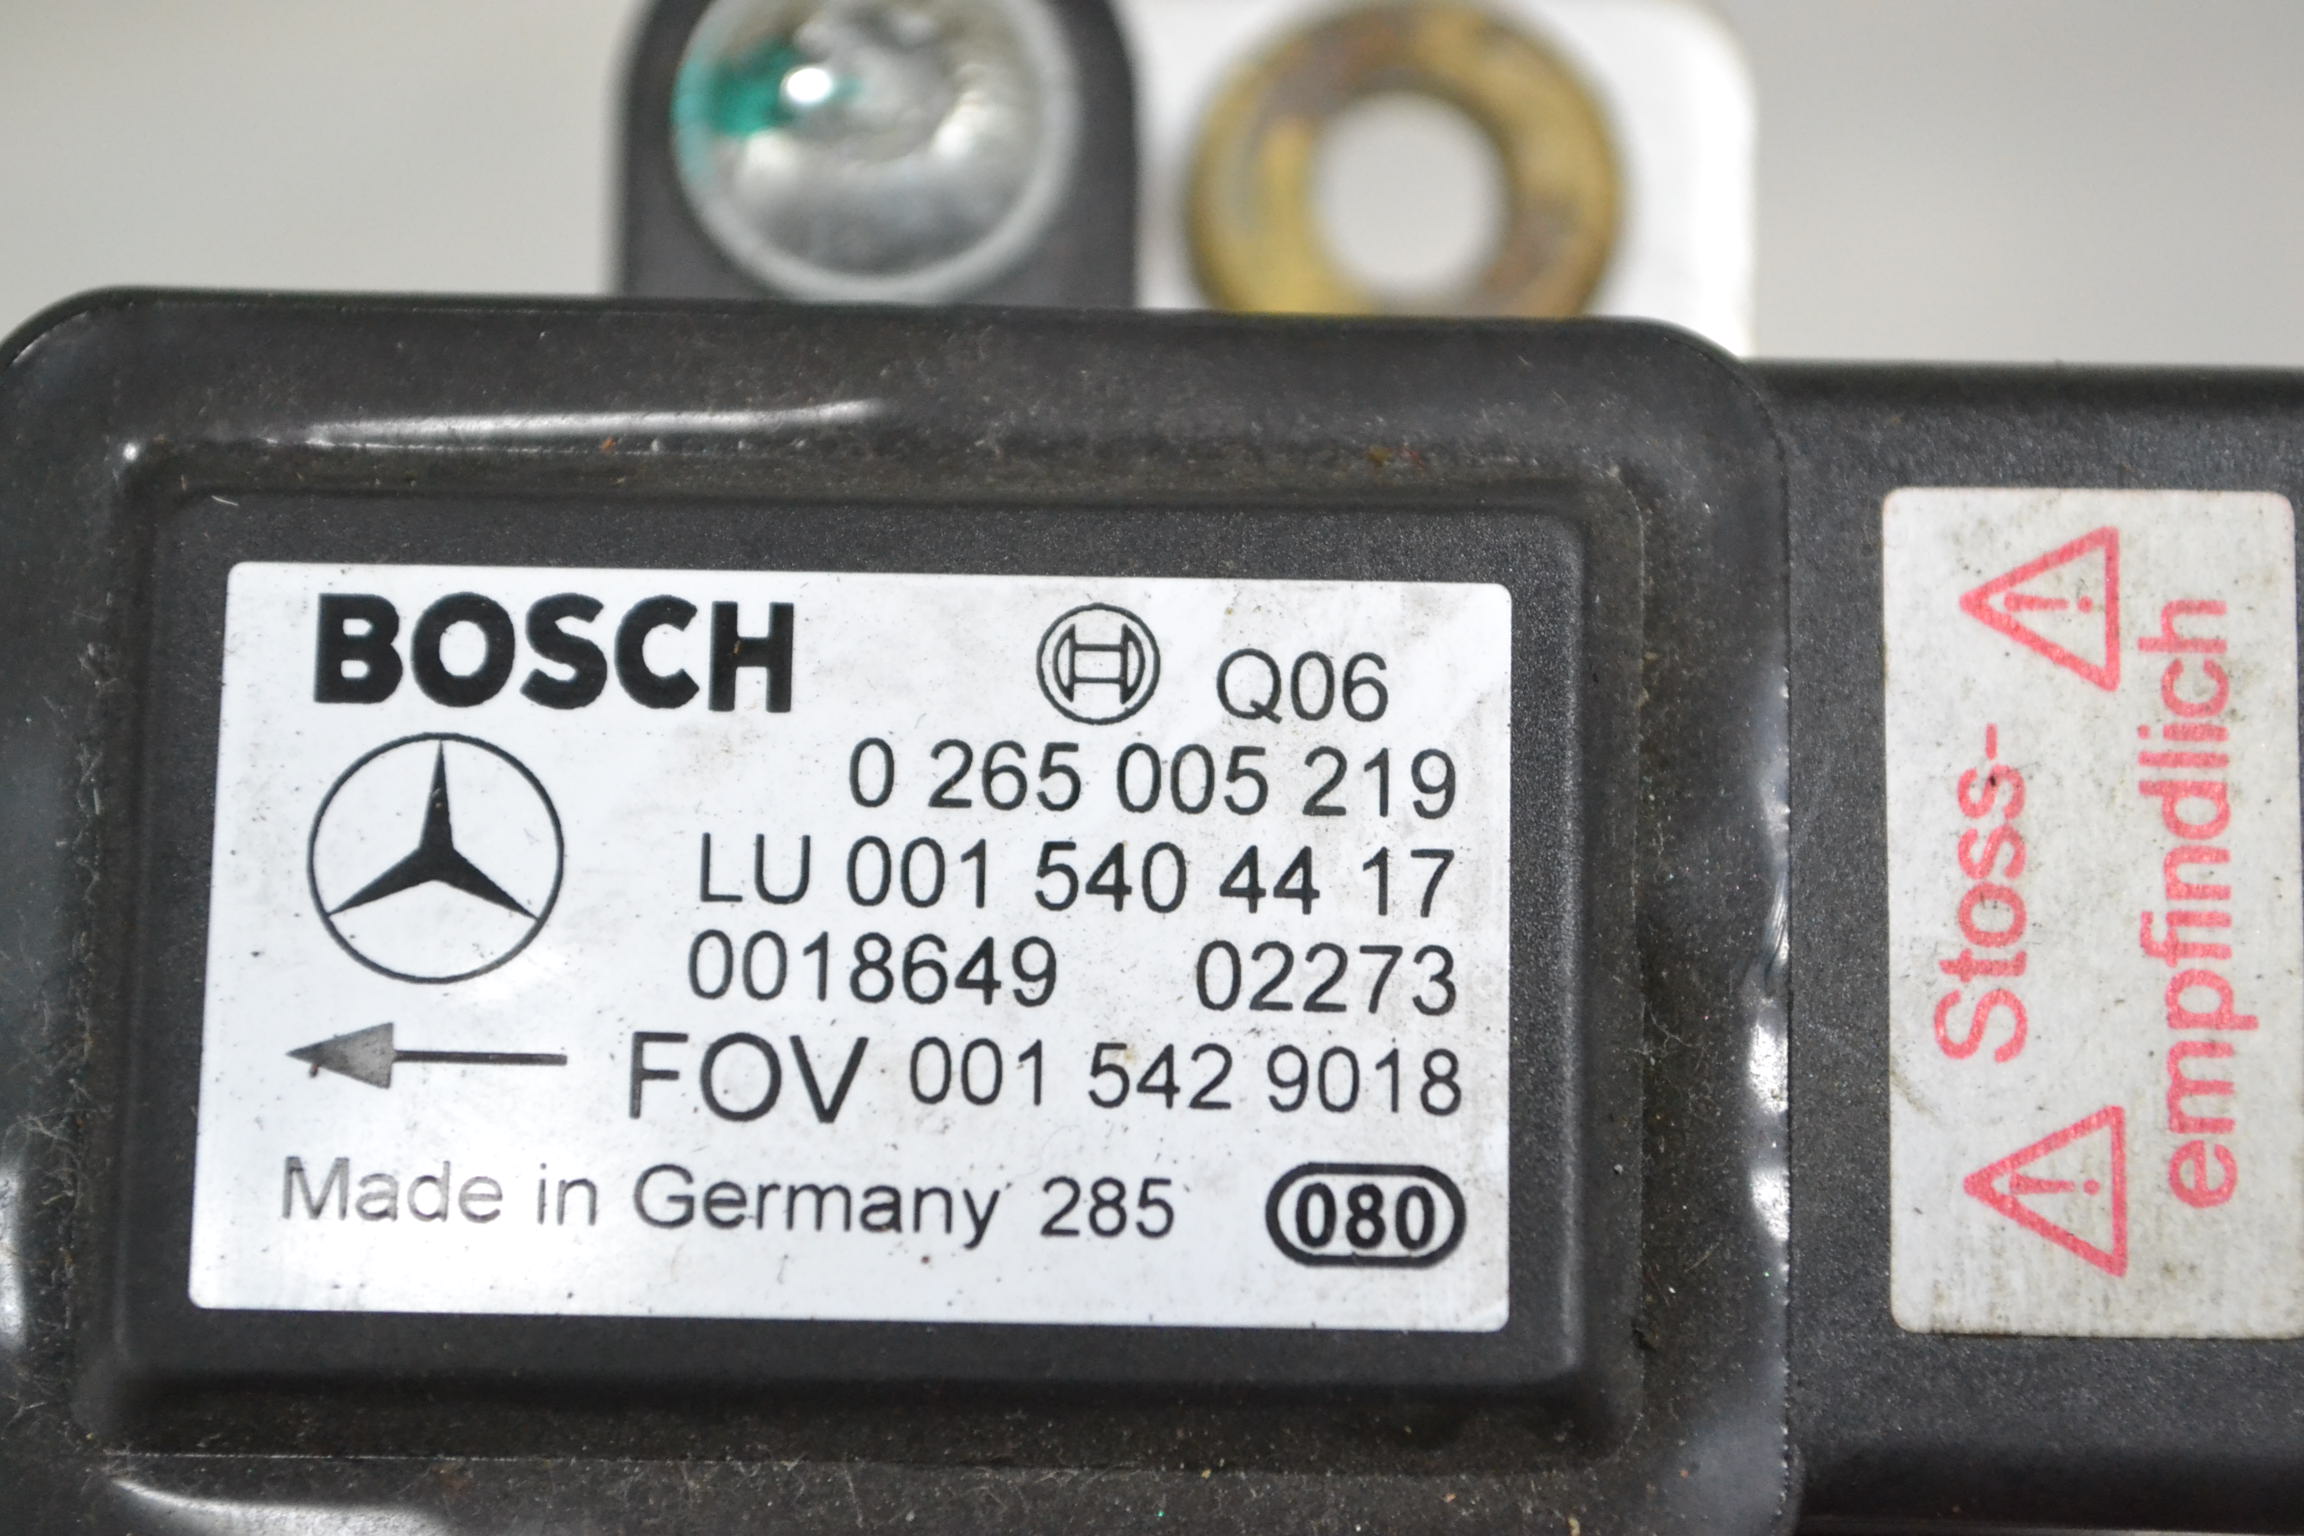 BOSCH
Q06
0 265 005 219
LU 001 540 44 17
0018649 02273
FOV 001 542 9018
Made in Germany 285 080
Stoss-
empfindlich